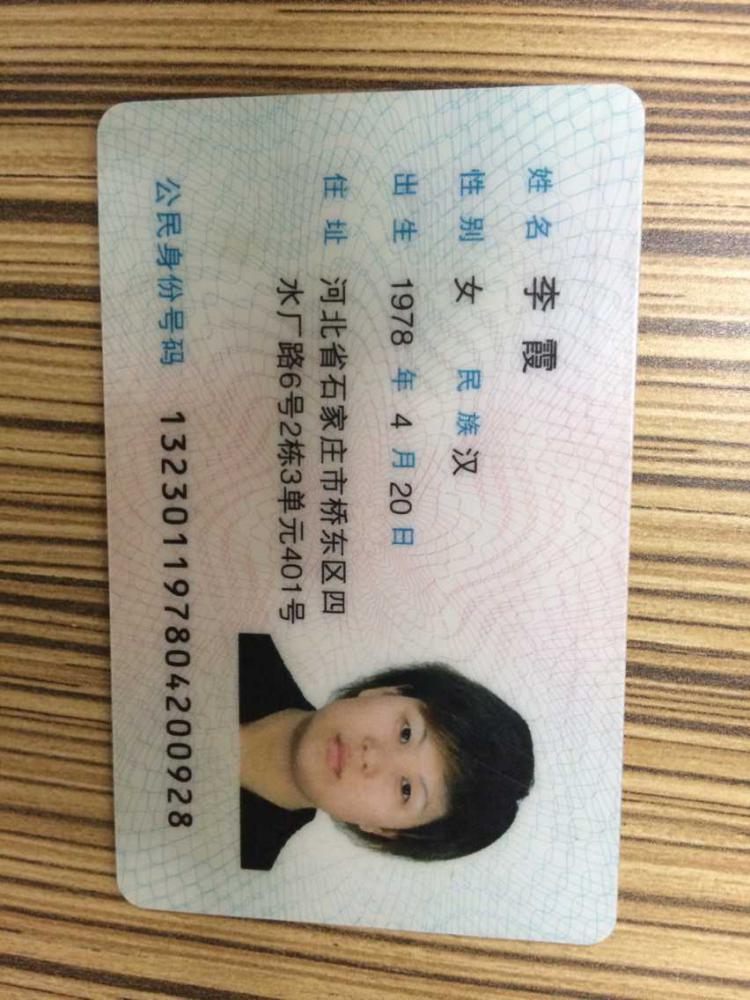 姓名 李霞
性别 女 民族 汉
出生 1978 年 4 月 20 日
住址 河北省石家庄市桥东区四
水厂路6号2栋3单元401号
公民身份号码 132301197804200928